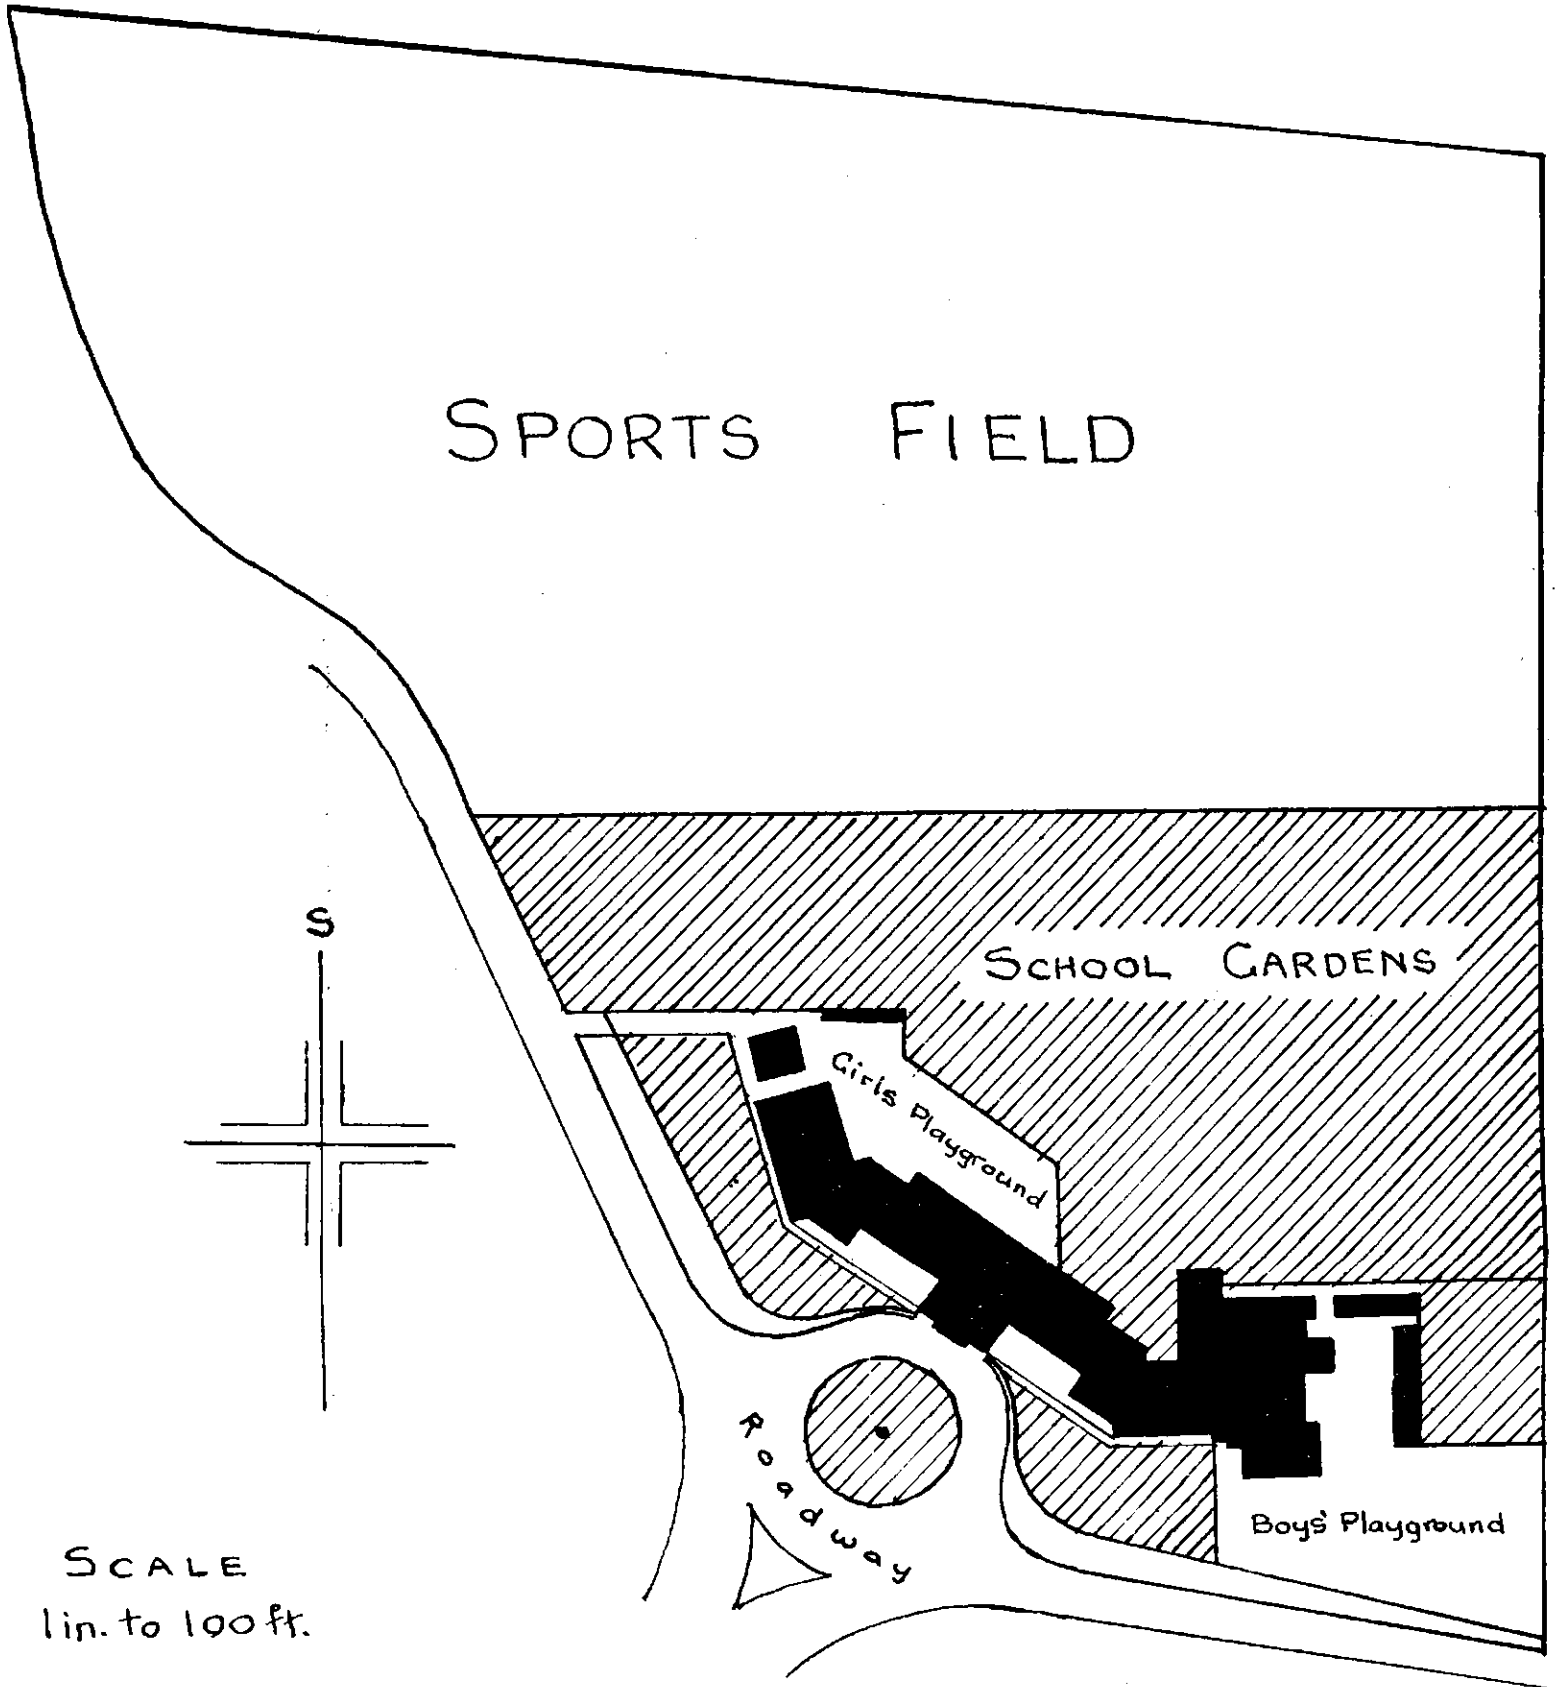 SPORTS FIELD
S
SCHOOL GARDENS
Girls Playground
Roadway
Boys' Playground
SCALE
1in. to 100ft.